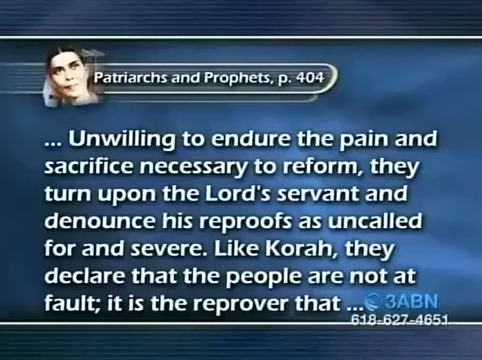 Patriarchs and Prophets, p. 404
... Unwilling to endure the pain and
sacrifice necessary to reform, they
turn upon the Lord's servant and
denounce his reproofs as uncalled
for and severe. Like Korah, they
declare that the people are not at
fault; it is the reprover that ...
3ABN
618-627-4651